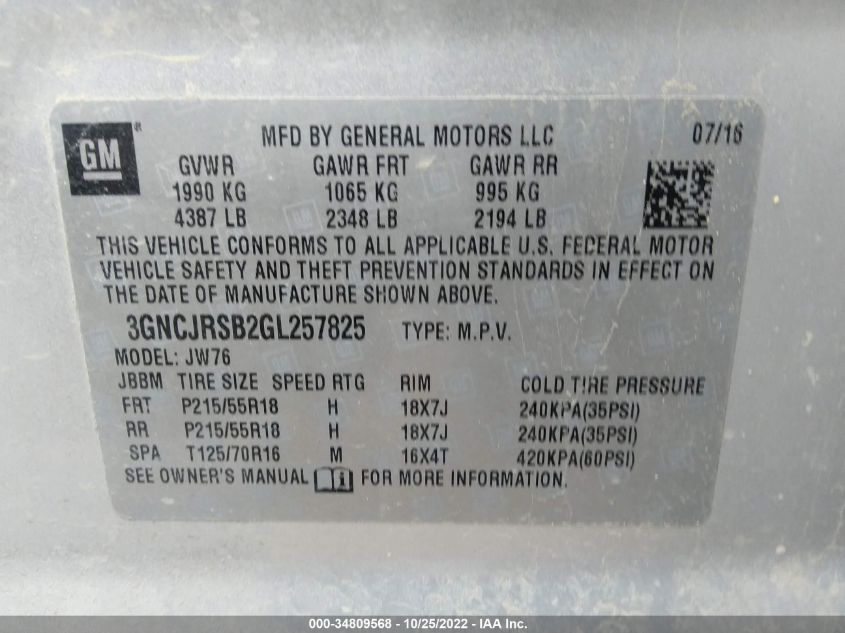 GM ® MFD BY GENERAL MOTORS LLC 07/16
GVWR GAWR FRT GAWR RR
1990 KG 1065 KG 995 KG
4387 LB 2348 LB 2194 LB
THIS VEHICLE CONFORMS TO ALL APPLICABLE U.S. FEDERAL MOTOR
VEHICLE SAFETY AND THEFT PREVENTION STANDARDS IN EFFECT ON
THE DATE OF MANUFACTURE SHOWN ABOVE.
3GNCJRSB2GL257825 TYPE: M.P.V.
MODEL: JW76
JBBM TIRE SIZE SPEED RTG RIM COLD TIRE PRESSURE
FRT P215/55R18 H 18X7J 240KPA(35PSI)
RR P215/55R18 H 18X7J 240KPA(35PSI)
SPA T125/70R16 M 16X4T 420KPA(60PSI)
SEE OWNER'S MANUAL i FOR MORE INFORMATION.
000-34809568 - 10/25/2022 - IAA Inc.